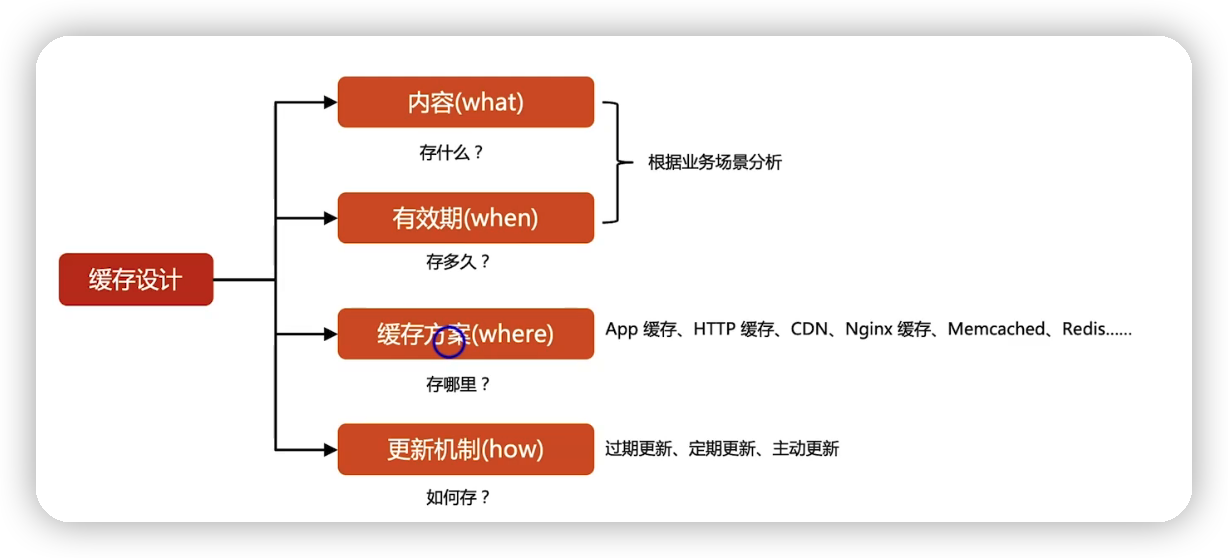 内容(what)
存什么？
根据业务场景分析
有效期(when)
存多久？
缓存设计
缓存方案(where)
App 缓存、HTTP 缓存、CDN、Nginx 缓存、Memcached、Redis......
存哪里？
更新机制(how)
过期更新、定期更新、主动更新
如何存？